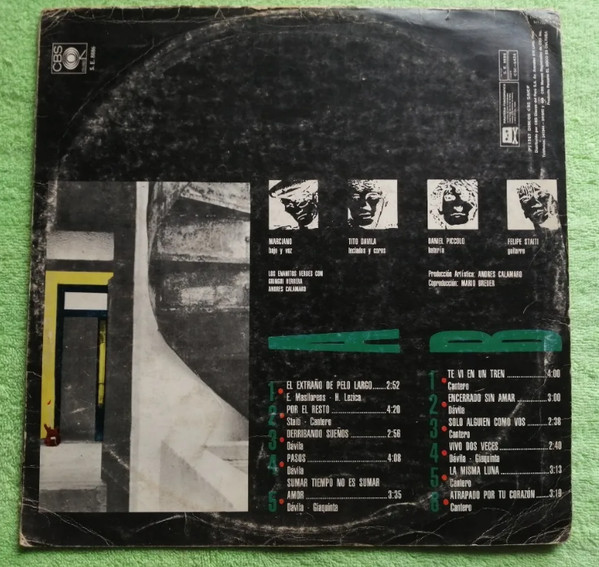 CBS
MARCIANO
bajo y voz
TITO DAVILA
teclados y coros
DANIEL PICCOLO
batería
FELIPE STAITI
guitarra
LOS ENANITOS VERDES CON
GRINGUI HERRERA
ANDRES CALAMARO
Producción Artística: ANDRES CALAMARO
Coproducción: MARIO BREUER
A
1 EL EXTRAÑO DE PELO LARGO......2:52
E. Masllorens - H. Lezica
2 POR EL RESTO......4:20
Staiti - Cantero
3 DERRIBANDO SUEÑOS......2:56
Dávila
4 PASOS......4:08
Dávila
SUMAR TIEMPO NO ES SUMAR
5 AMOR......3:35
Dávila - Giaquinta
B
1 TE VI EN UN TREN......4:00
Cantero
2 ENCERRADO SIN AMAR......3:00
Dávila
3 SOLO ALGUIEN COMO VOS......2:38
Cantero
4 VIVO DOS VECES......2:40
Dávila - Giaquinta
5 LA MISMA LUNA......3:13
Cantero
6 ATRAPADO POR TU CORAZÓN......3:18
Cantero